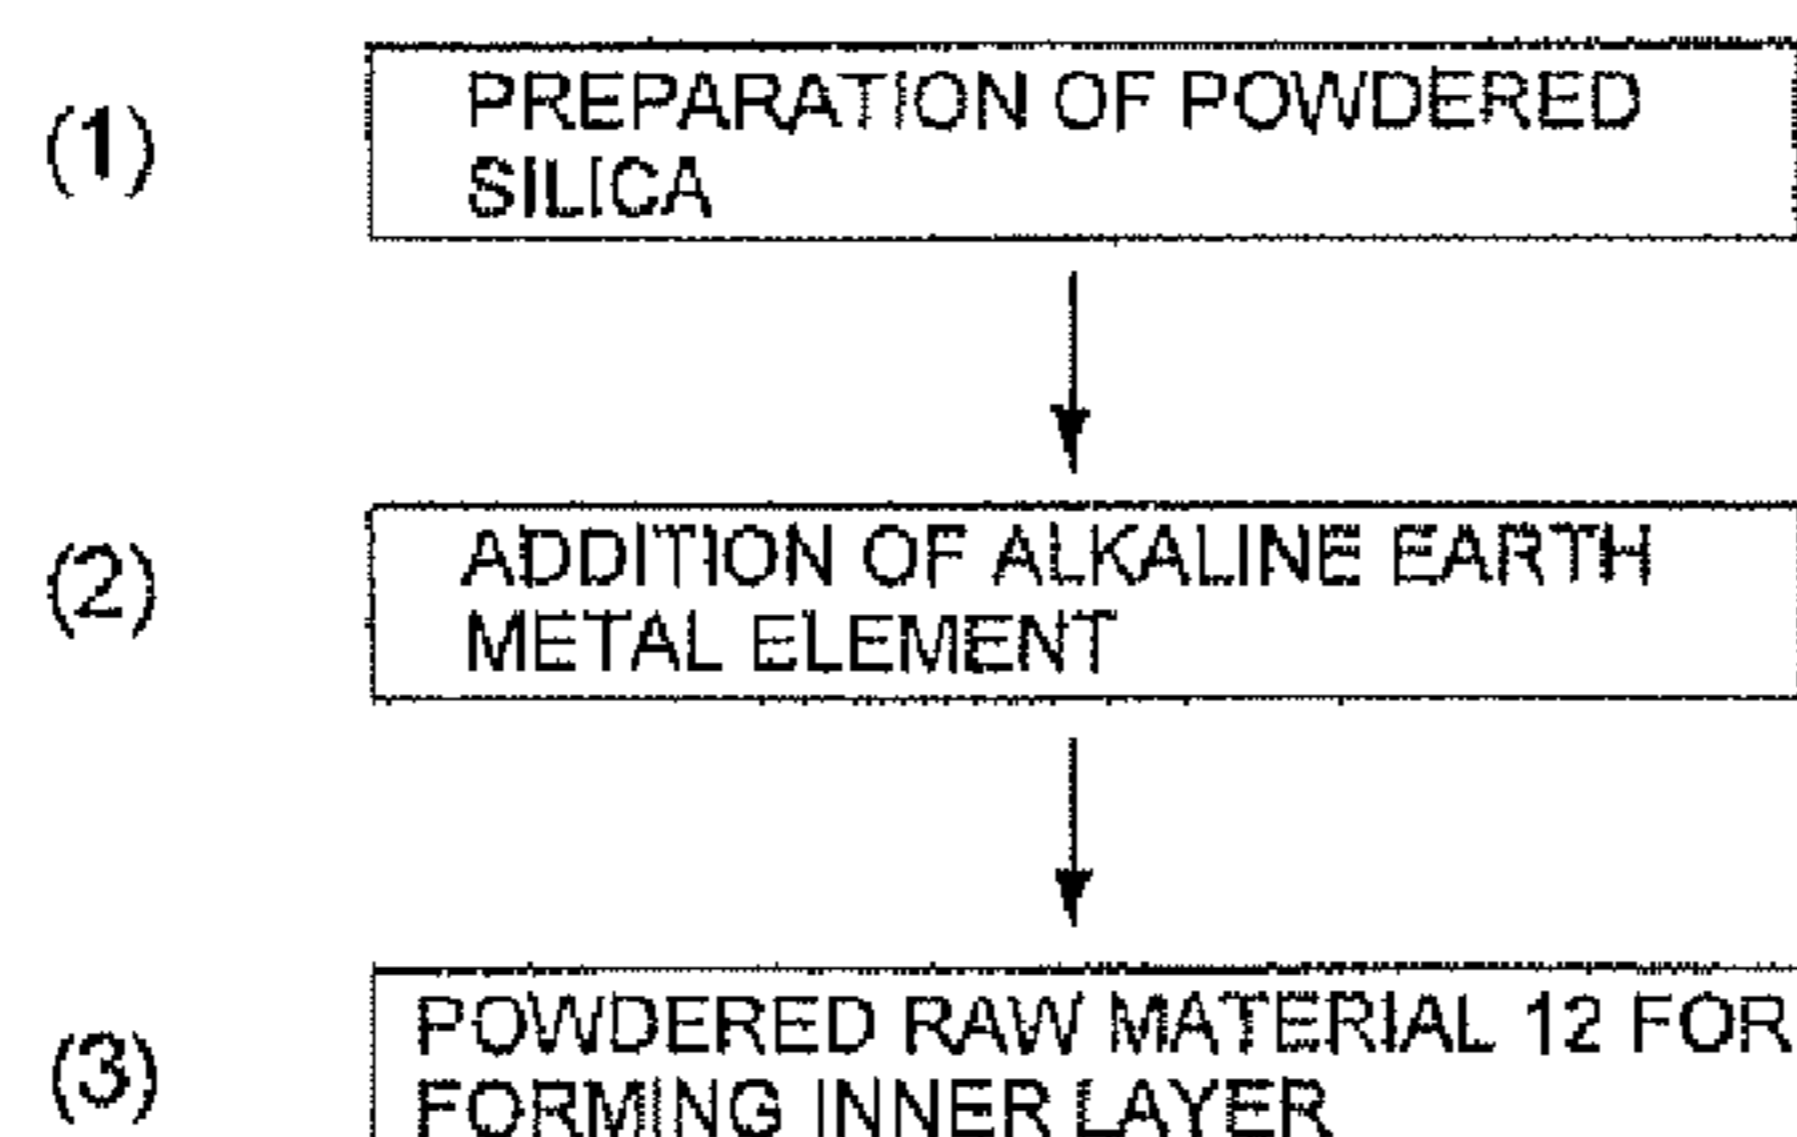 (1)
PREPARATION OF POWDERED
SILICA
(2)
ADDITION OF ALKALINE EARTH
METAL ELEMENT
(3)
POWDERED RAW MATERIAL 12 FOR
FORMING INNER LAYER